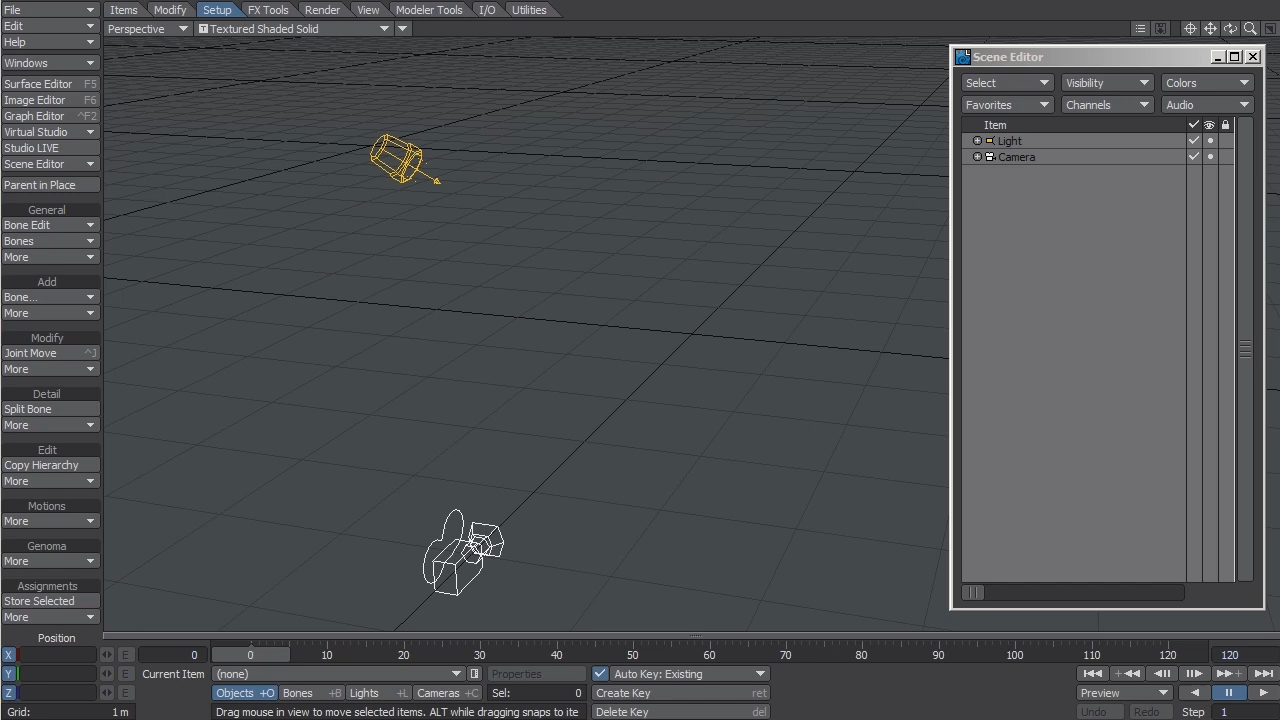 File
Items Modify Setup FX Tools Render View Modeler Tools I/O Utilities
Edit
Perspective Textured Shaded Solid
Help
Windows
Surface Editor F5
Image Editor F6
Graph Editor ^F2
Virtual Studio
Studio LIVE
Scene Editor
Parent in Place
General
Bone Edit
Bones
More
Add
Bone...
More
Modify
Joint Move ^J
More
Detail
Split Bone
More
Edit
Copy Hierarchy
More
Motions
More
Genoma
More
Assignments
Store Selected
More
Scene Editor
Select Visibility Colors
Favorites Channels Audio
Item
Light
Camera
Position
X E 0 0 10 20 30 40 50 60 70 80 90 100 110 120 120
Y E Current Item (none) Properties Auto Key: Existing
Z E Objects +O Bones +B Lights +L Cameras +C Sel: 0 Create Key ret Preview
Grid: 1 m Drag mouse in view to move selected items. ALT while dragging snaps to ite Delete Key del Undo Redo Step 1